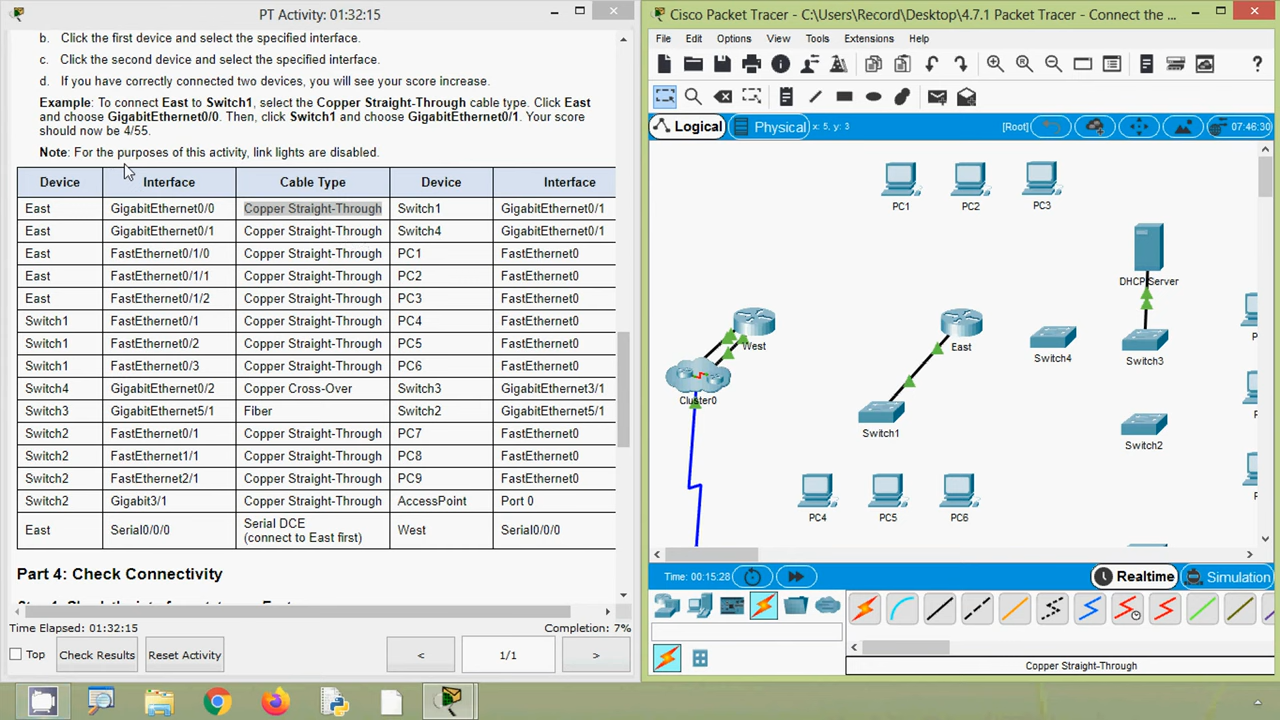 PT Activity: 01:32:15
b. Click the first device and select the specified interface.
c. Click the second device and select the specified interface.
d. If you have correctly connected two devices, you will see your score increase.
Example: To connect East to Switch1, select the Copper Straight-Through cable type. Click East
and choose GigabitEthernet0/0. Then, click Switch1 and choose GigabitEthernet0/1. Your score
should now be 4/55.
Note: For the purposes of this activity, link lights are disabled.
Device Interface Cable Type Device Interface
East GigabitEthernet0/0 Copper Straight-Through Switch1 GigabitEthernet0/1
East GigabitEthernet0/1 Copper Straight-Through Switch4 GigabitEthernet0/1
East FastEthernet0/1/0 Copper Straight-Through PC1 FastEthernet0
East FastEthernet0/1/1 Copper Straight-Through PC2 FastEthernet0
East FastEthernet0/1/2 Copper Straight-Through PC3 FastEthernet0
Switch1 FastEthernet0/1 Copper Straight-Through PC4 FastEthernet0
Switch1 FastEthernet0/2 Copper Straight-Through PC5 FastEthernet0
Switch1 FastEthernet0/3 Copper Straight-Through PC6 FastEthernet0
Switch4 GigabitEthernet0/2 Copper Cross-Over Switch3 GigabitEthernet3/1
Switch3 GigabitEthernet5/1 Fiber Switch2 GigabitEthernet5/1
Switch2 FastEthernet0/1 Copper Straight-Through PC7 FastEthernet0
Switch2 FastEthernet1/1 Copper Straight-Through PC8 FastEthernet0
Switch2 FastEthernet2/1 Copper Straight-Through PC9 FastEthernet0
Switch2 Gigabit3/1 Copper Straight-Through AccessPoint Port 0
East Serial0/0/0 Serial DCE
(connect to East first) West Serial0/0/0
Part 4: Check Connectivity
Time Elapsed: 01:32:15 Completion: 7%
Top Check Results Reset Activity < 1/1 >
Cisco Packet Tracer - C:\Users\Record\Desktop\4.7.1 Packet Tracer - Connect the ...
File Edit Options View Tools Extensions Help
Logical Physical x: 5, y: 3 [Root] 07:46:30
PC1 PC2 PC3
DHCP Server
West East Switch4 Switch3
Cluster0
Switch1 Switch2
PC4 PC5 PC6
Time: 00:15:28 Realtime Simulation
Copper Straight-Through